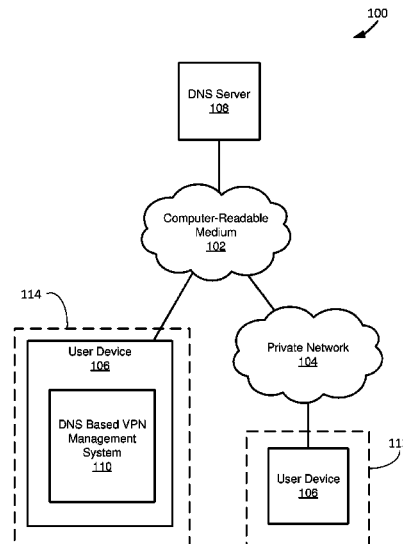 100
DNS Server
108
Computer-Readable
Medium
102
114
User Device
106
DNS Based VPN
Management
System
110
Private Network
104
User Device
106